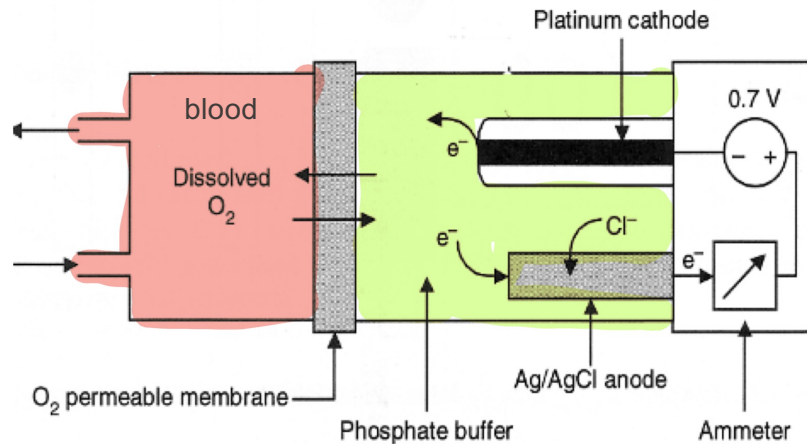 Platinum cathode
blood
0.7 V
e⁻
− +
Dissolved
O₂
Cl⁻
e⁻
e⁻
Ag/AgCl anode
O₂ permeable membrane
Phosphate buffer
Ammeter